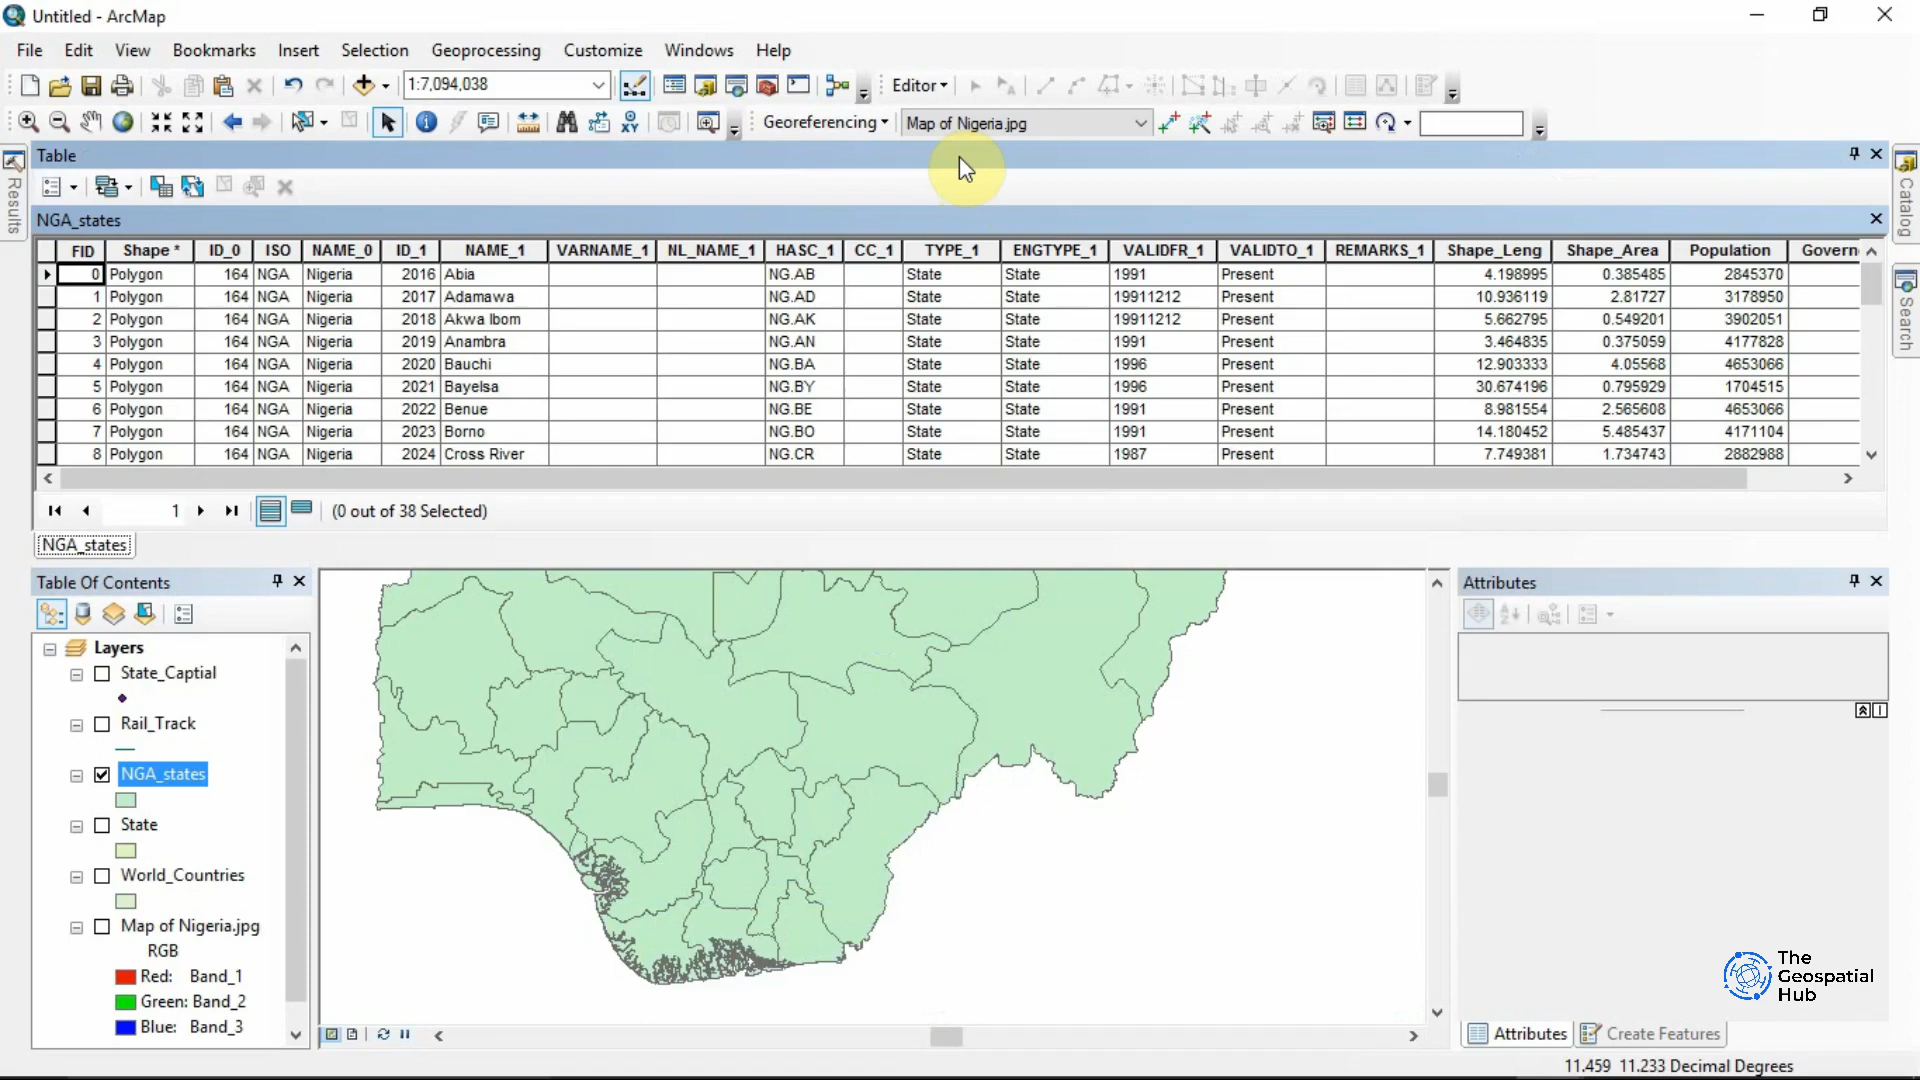 Untitled - ArcMap
File Edit View Bookmarks Insert Selection Geoprocessing Customize Windows Help
1:7,094,038 Editor
Georeferencing Map of Nigeria.jpg
Results
Table
NGA_states
FID Shape * ID_0 ISO NAME_0 ID_1 NAME_1 VARNAME_1 NL_NAME_1 HASC_1 CC_1 TYPE_1 ENGTYPE_1 VALIDFR_1 VALIDTO_1 REMARKS_1 Shape_Leng Shape_Area Population Govern
0 Polygon 164 NGA Nigeria 2016 Abia NG.AB State State 1991 Present 4.198995 0.385485 2845370
1 Polygon 164 NGA Nigeria 2017 Adamawa NG.AD State State 19911212 Present 10.936119 2.81727 3178950
2 Polygon 164 NGA Nigeria 2018 Akwa Ibom NG.AK State State 19911212 Present 5.662795 0.549201 3902051
3 Polygon 164 NGA Nigeria 2019 Anambra NG.AN State State 1991 Present 3.464835 0.375059 4177828
4 Polygon 164 NGA Nigeria 2020 Bauchi NG.BA State State 1996 Present 12.903333 4.05568 4653066
5 Polygon 164 NGA Nigeria 2021 Bayelsa NG.BY State State 1996 Present 30.674196 0.795929 1704515
6 Polygon 164 NGA Nigeria 2022 Benue NG.BE State State 1991 Present 8.981554 2.565608 4653066
7 Polygon 164 NGA Nigeria 2023 Borno NG.BO State State 1991 Present 14.180452 5.485437 4171104
8 Polygon 164 NGA Nigeria 2024 Cross River NG.CR State State 1987 Present 7.749381 1.734743 2882988
1 (0 out of 38 Selected)
NGA_states
Catalog
Search
Table Of Contents
Layers
State_Captial
Rail_Track
NGA_states
State
World_Countries
Map of Nigeria.jpg
RGB
Red: Band_1
Green: Band_2
Blue: Band_3
Attributes
The
Geospatial
Hub
Attributes Create Features
11.459 11.233 Decimal Degrees